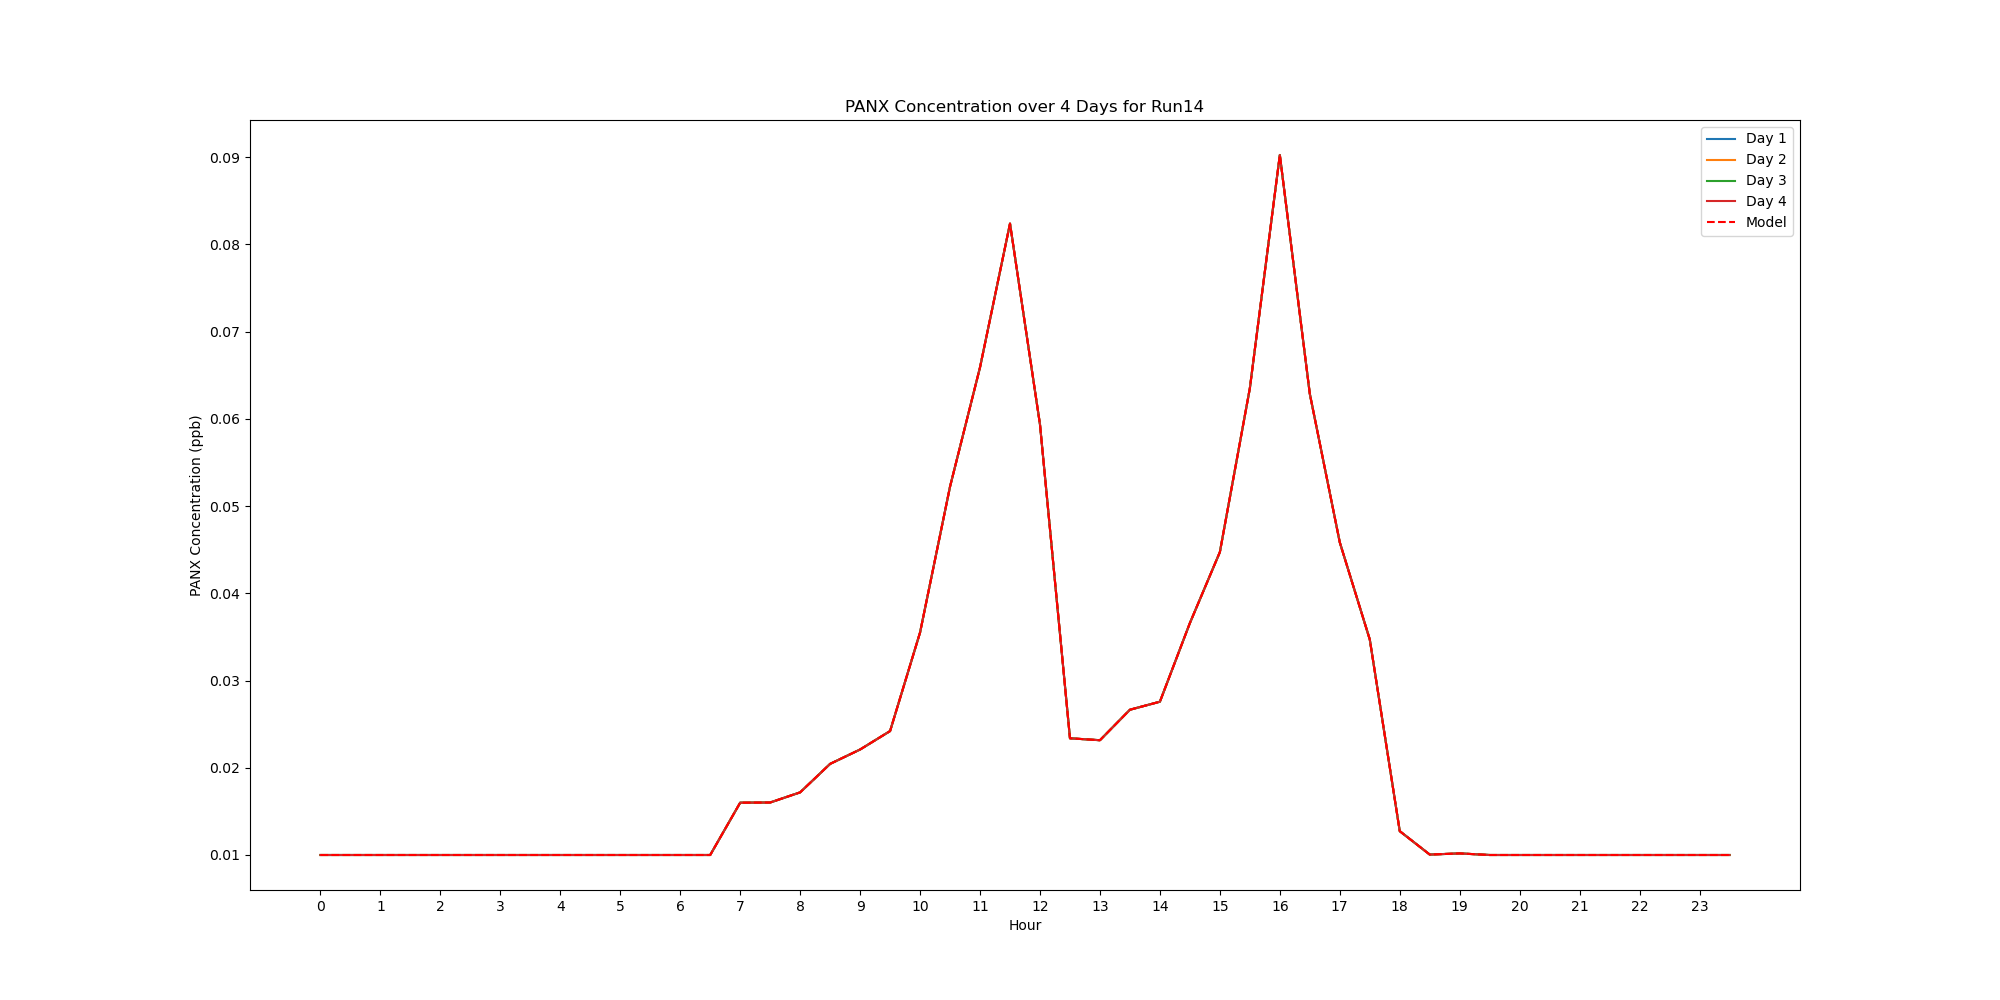 PANX Concentration over 4 Days for Run14
Day 1
Day 2
Day 3
Day 4
Model
PANX Concentration (ppb)
0.09
0.08
0.07
0.06
0.05
0.04
0.03
0.02
0.01
0 1 2 3 4 5 6 7 8 9 10 11 12 13 14 15 16 17 18 19 20 21 22 23
Hour